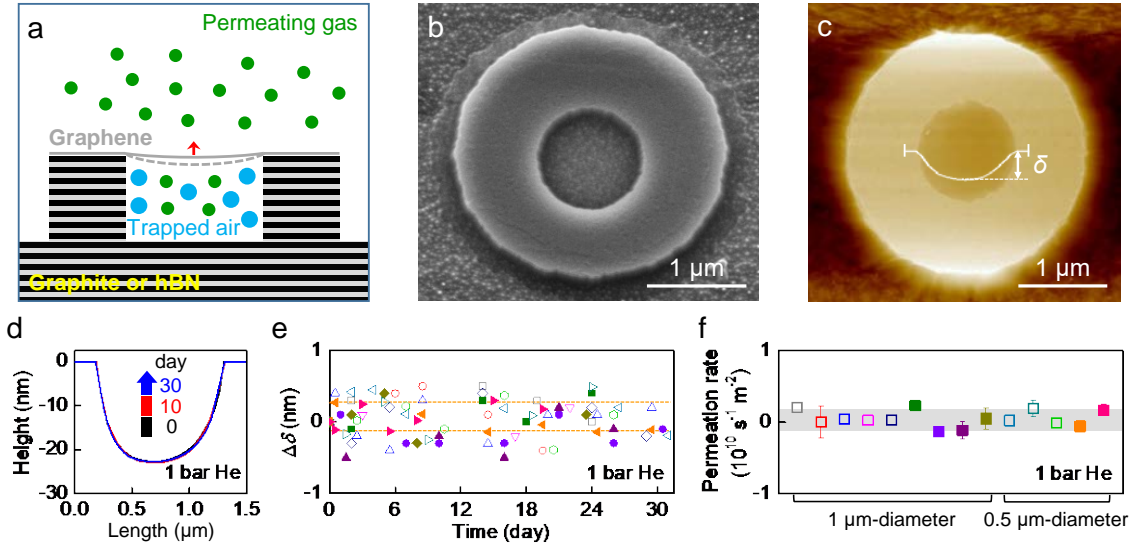 a
Permeating gas
Graphene
Trapped air
Graphite or hBN
b
1 μm
c
δ
1 μm
d
Height (nm)
0
-10
-20
-30
day
30
10
0
1 bar He
0.0 0.5 1.0 1.5
Length (μm)
e
Δδ (nm)
1
0
-1
1 bar He
0 6 12 18 24 30
Time (day)
f
Permeation rate
(10¹⁰ s⁻¹ m⁻²)
1
0
-1
1 bar He
1 μm-diameter
0.5 μm-diameter